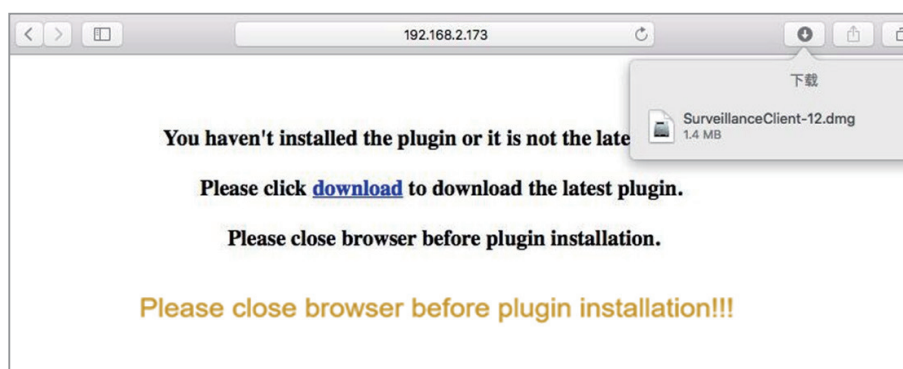 192.168.2.173
下载
SurveillanceClient-12.dmg
1.4 MB
You haven't installed the plugin or it is not the late
Please click download to download the latest plugin.
Please close browser before plugin installation.
Please close browser before plugin installation!!!